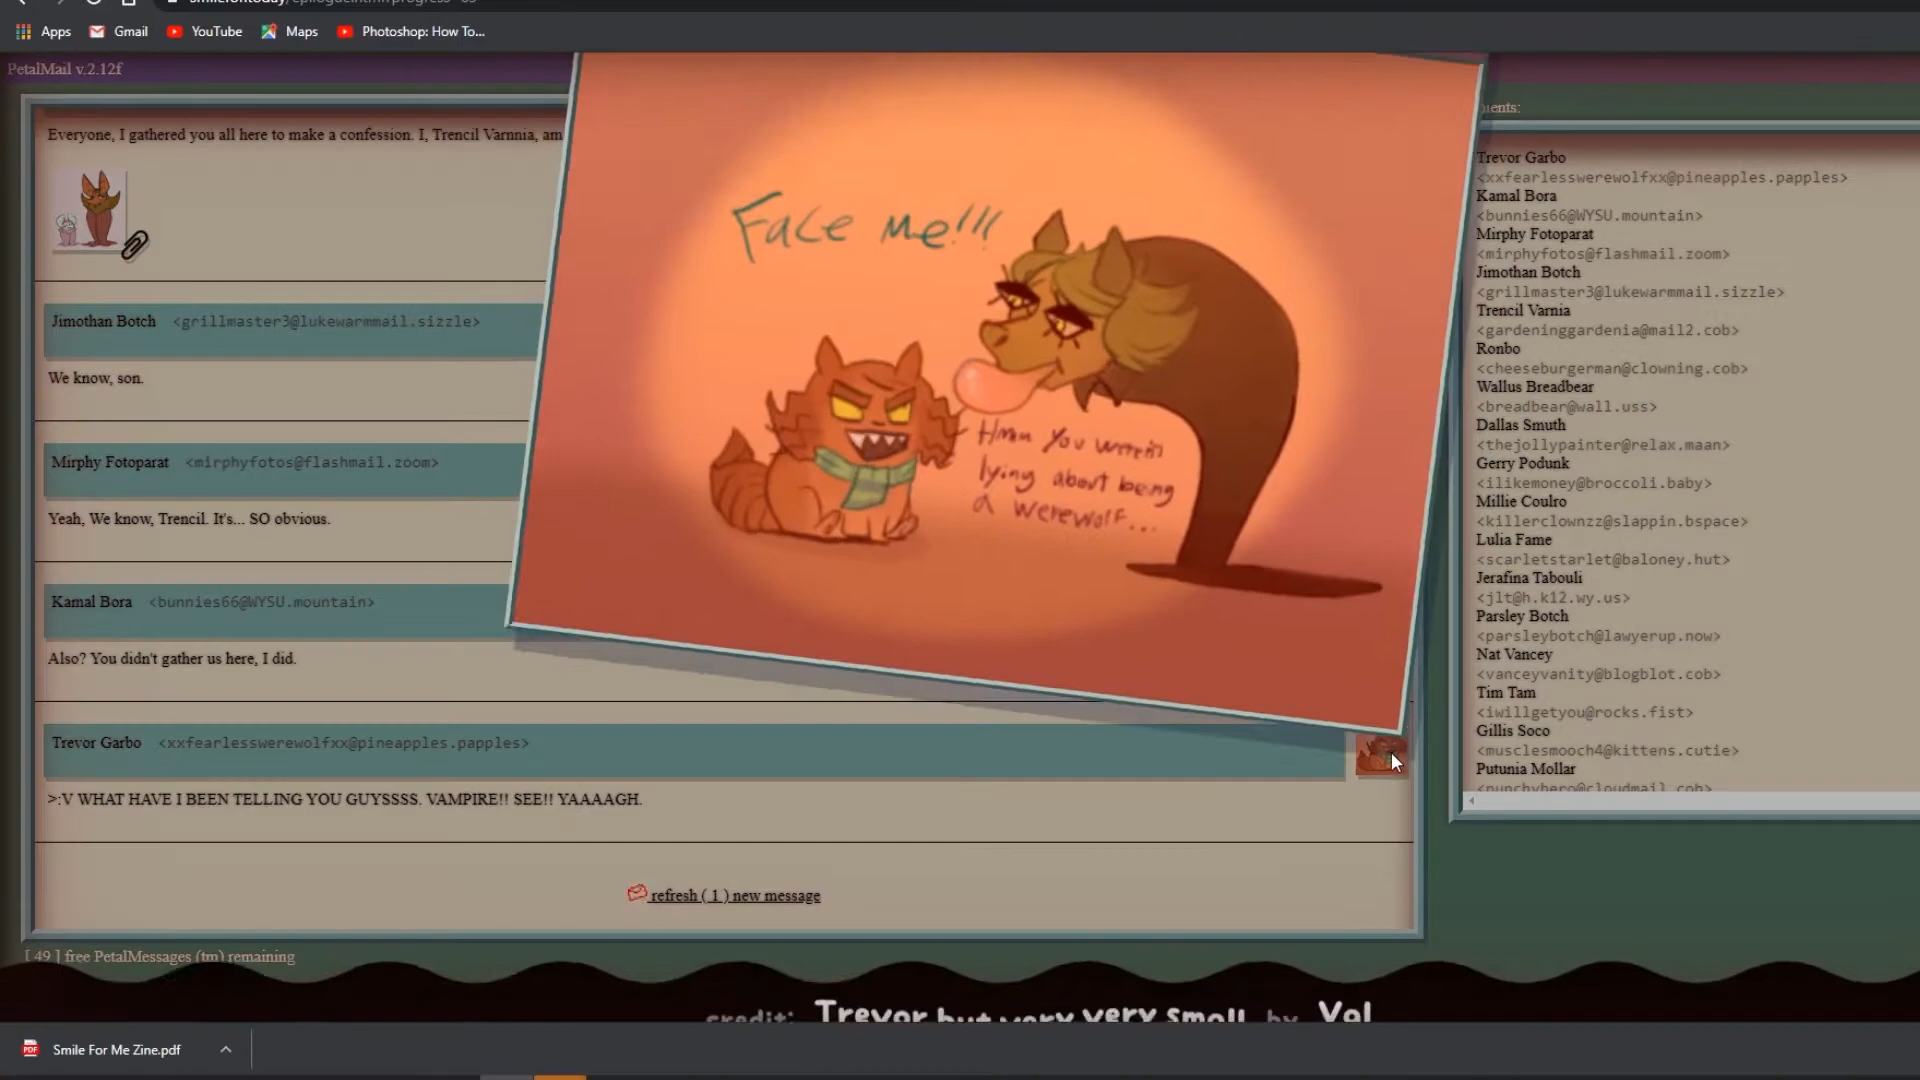 Apps
Gmail
YouTube
Maps
Photoshop: How To...
PetalMail v.2.12f
Everyone, I gathered you all here to make a confession. I, Trencil Varnnia, am
Jimothan Botch <grillmaster3@lukewarmmail.sizzle>
We know, son.
Mirphy Fotoparat <mirphyfotos@flashmail.zoom>
Yeah, We know, Trencil. It's... SO obvious.
Kamal Bora <bunnies66@WYSU.mountain>
Also? You didn't gather us here, I did.
Trevor Garbo <xxfearlesswerewolfxx@pineapples.papples>
>:V WHAT HAVE I BEEN TELLING YOU GUYSSSS. VAMPIRE!! SEE!! YAAAAGH.
refresh ( 1 ) new message
[ 49 ] free PetalMessages (tm) remaining
Face Me!!!
Hmm You weren
lying about being
a werewolf...
Trevor Garbo
<xxfearlesswerewolfxx@pineapples.papples>
Kamal Bora
<bunnies66@WYSU.mountain>
Mirphy Fotoparat
<mirphyfotos@flashmail.zoom>
Jimothan Botch
<grillmaster3@lukewarmmail.sizzle>
Trencil Varnia
<gardeninggardenia@mail2.cob>
Ronbo
<cheeseburgerman@clowning.cob>
Wallus Breadbear
<breadbear@wall.uss>
Dallas Smuth
<thejollypainter@relax.maan>
Gerry Podunk
<ilikemoney@broccoli.baby>
Millie Coulro
<killerclownzz@slappin.bspace>
Lulia Fame
<scarletstarlet@baloney.hut>
Jerafina Tabouli
<jlt@h.k12.wy.us>
Parsley Botch
<parsleybotch@lawyerup.now>
Nat Vancey
<vanceyvanity@blogblot.cob>
Tim Tam
<iwillgetyou@rocks.fist>
Gillis Soco
<musclesmooch4@kittens.cutie>
Putunia Mollar
<punchyhero@cloudmail.cob>
credit: Trevor but very very small by Val
Smile For Me Zine.pdf